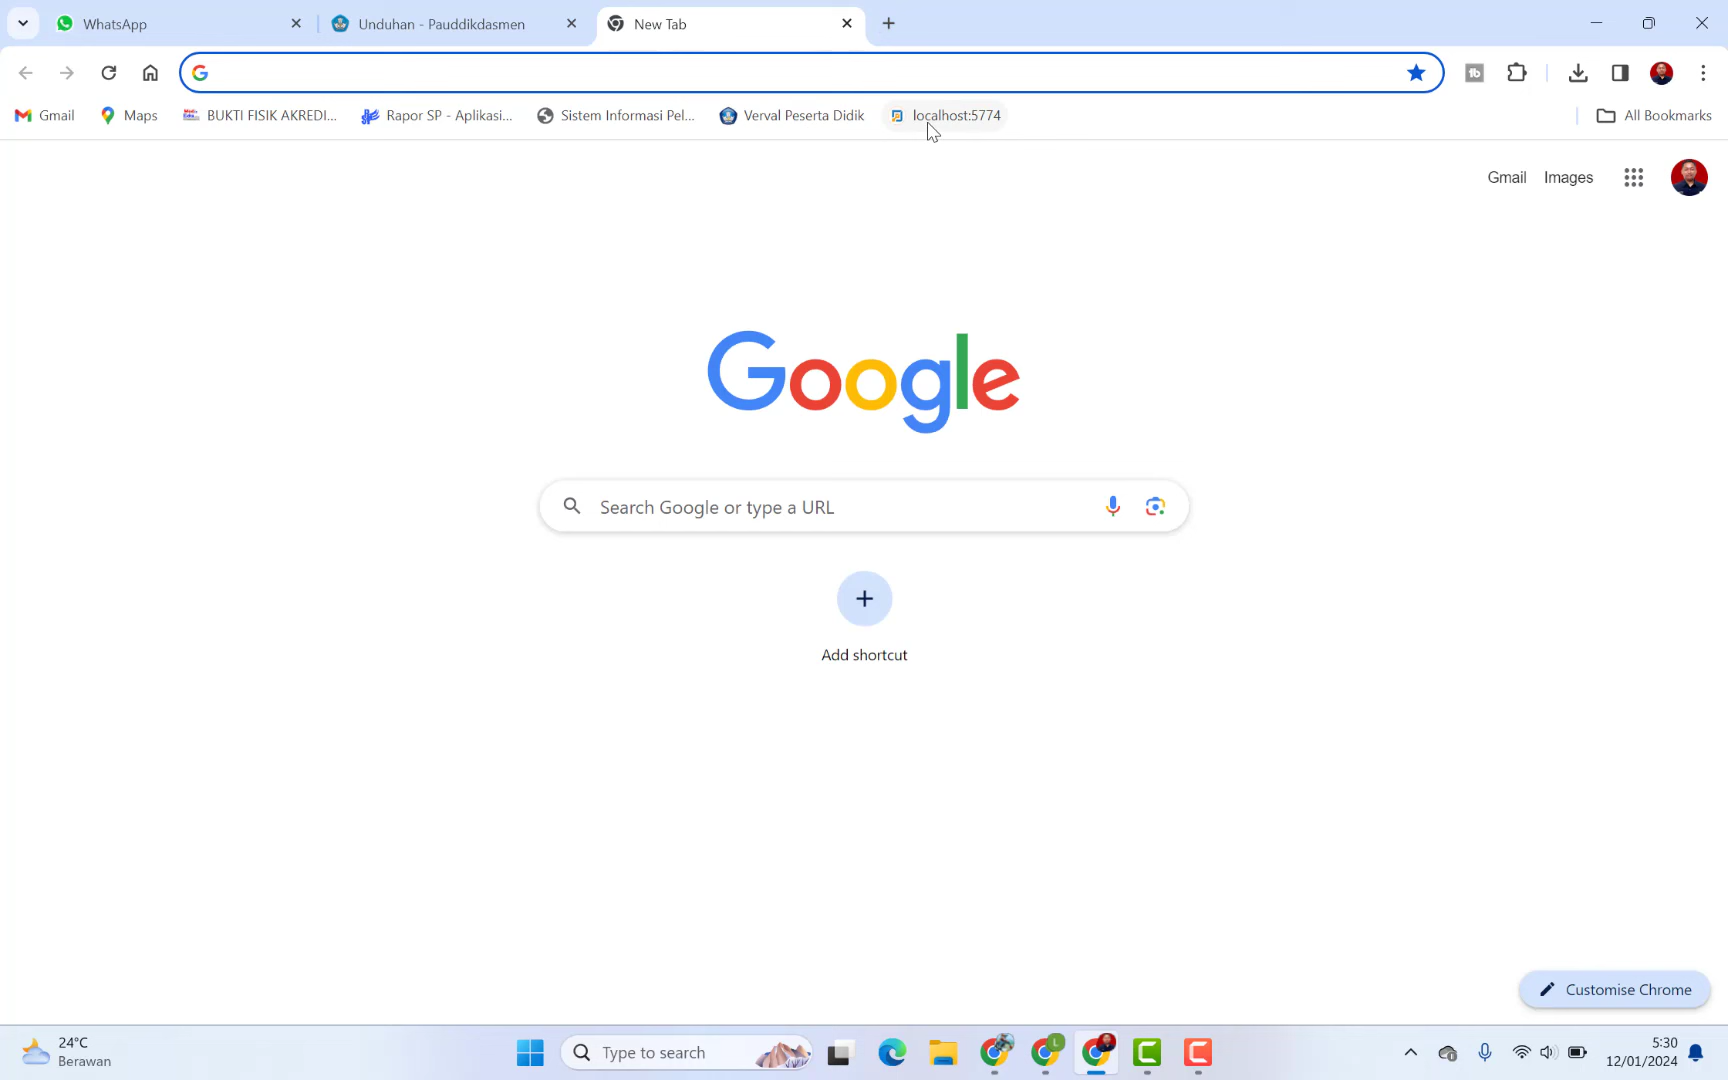 WhatsApp
Unduhan - Pauddikdasmen
New Tab
Gmail
Maps
BUKTI FISIK AKREDI...
Rapor SP - Aplikasi...
Sistem Informasi Pel...
Verval Peserta Didik
localhost:5774
All Bookmarks
Gmail
Images
Google
Search Google or type a URL
Add shortcut
Customise Chrome
24°C
Berawan
Type to search
L
5:30
12/01/2024